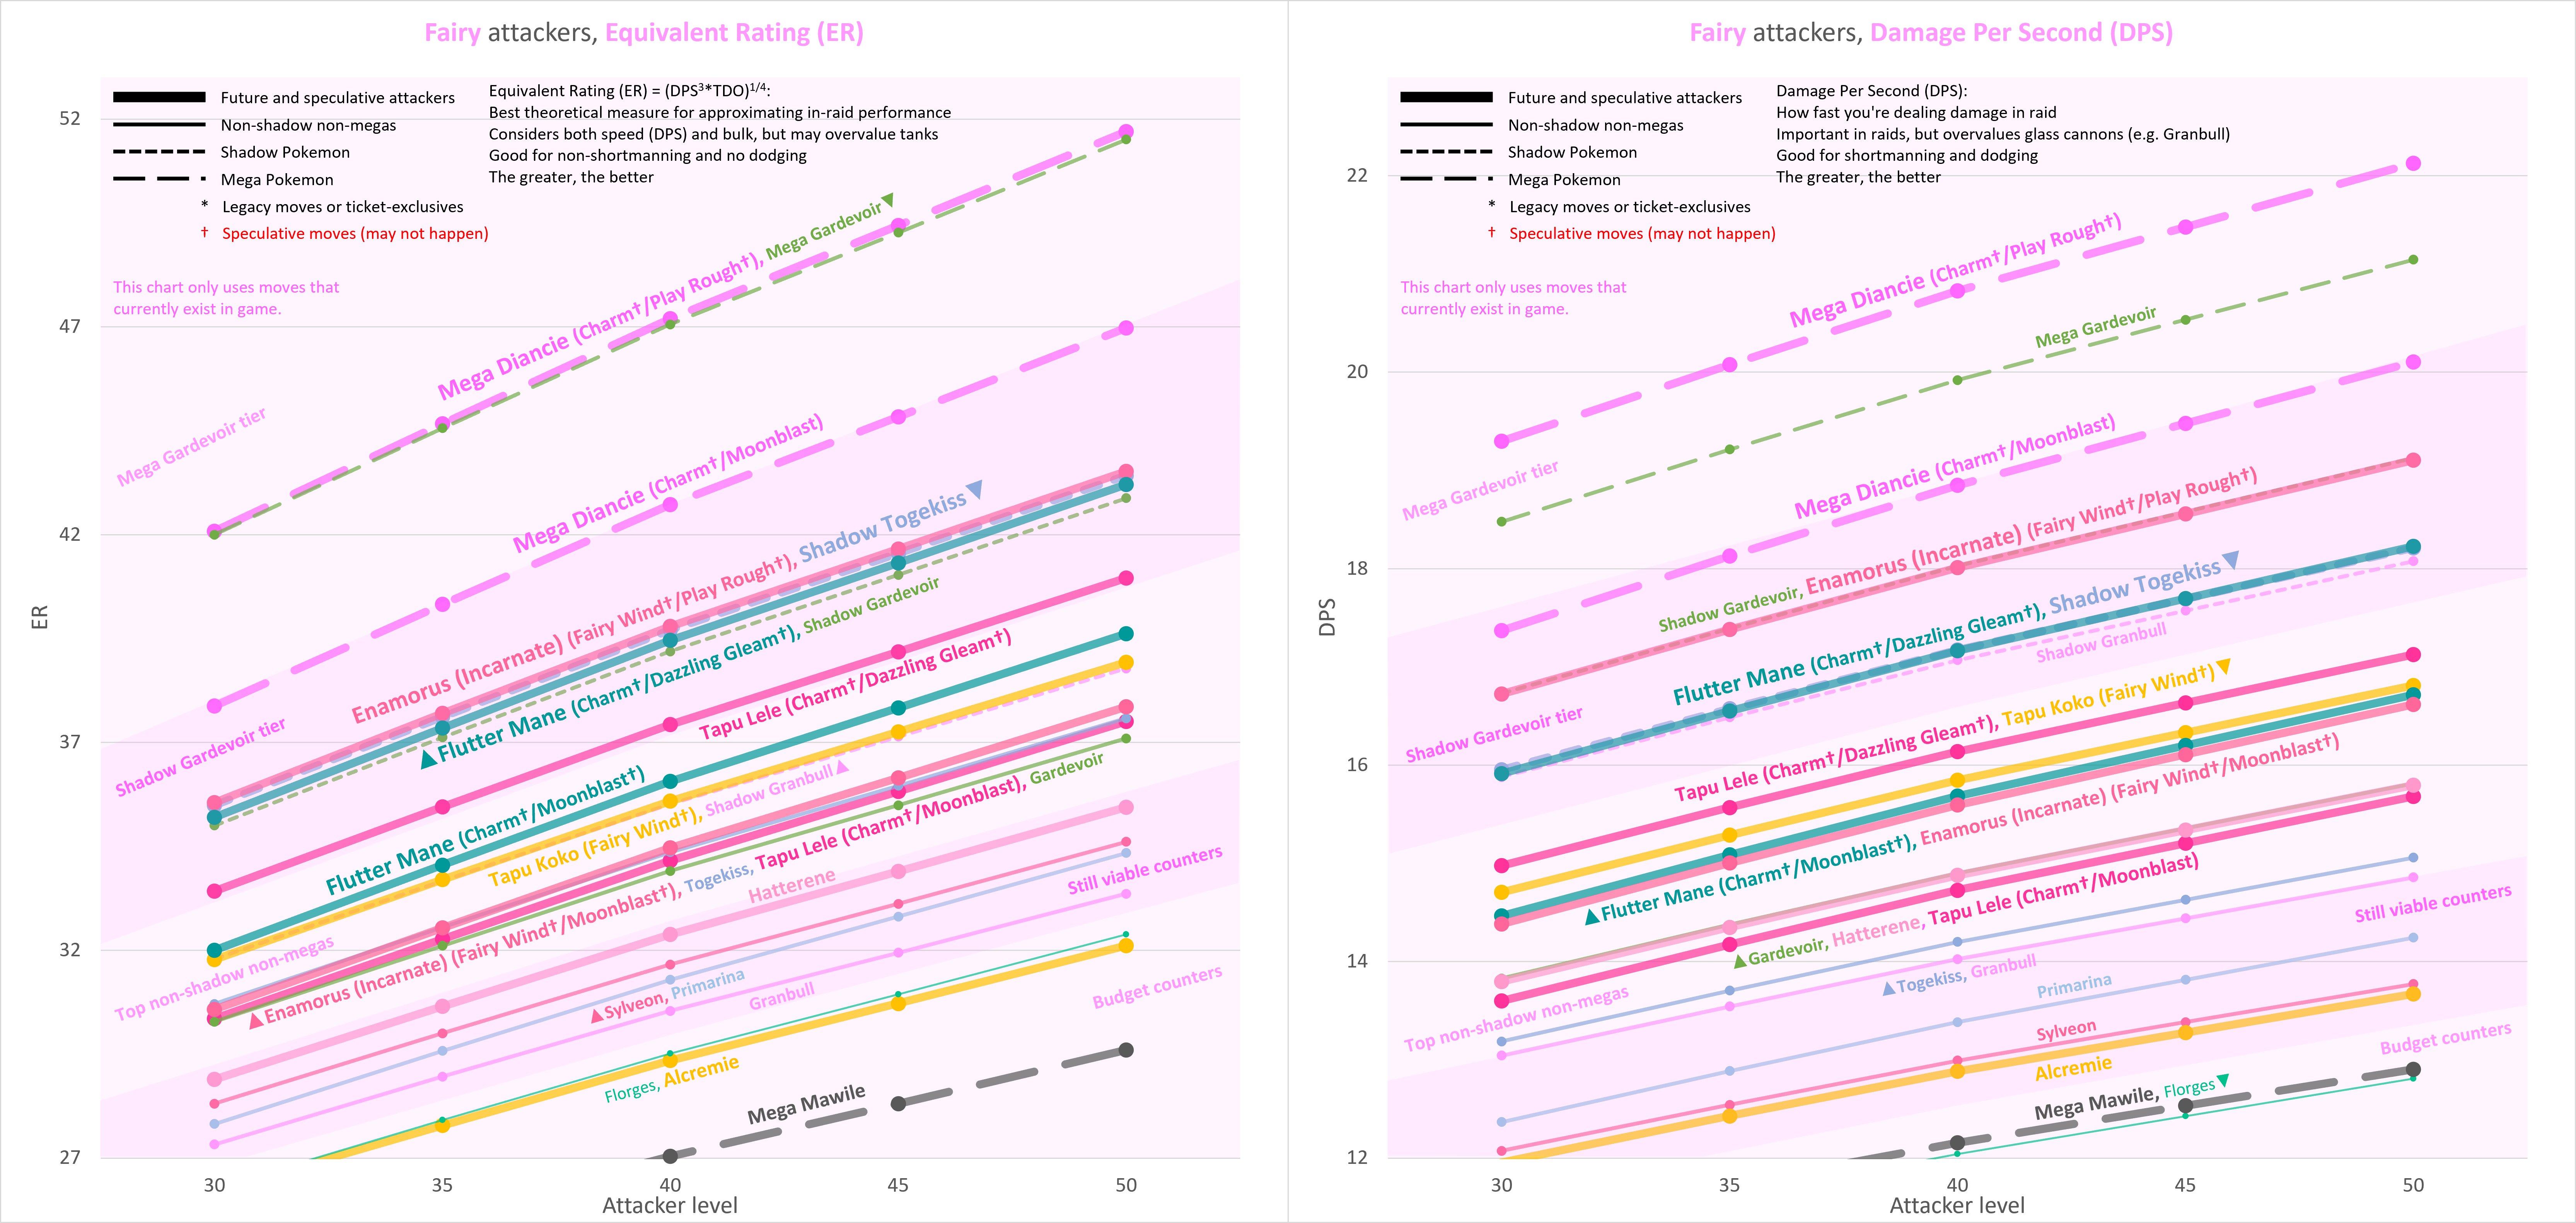 Fairy attackers, Equivalent Rating (ER)
Future and speculative attackers
Non-shadow non-megas
Shadow Pokemon
Mega Pokemon
* Legacy moves or ticket-exclusives
† Speculative moves (may not happen)
Equivalent Rating (ER) = (DPS³*TDO)¹/⁴:
Best theoretical measure for approximating in-raid performance
Considers both speed (DPS) and bulk, but may overvalue tanks
Good for non-shortmanning and no dodging
The greater, the better
This chart only uses moves that
currently exist in game.
Mega Diancie (Charm†/Play Rough†), Mega Gardevoir▼
Mega Gardevoir tier
Mega Diancie (Charm†/Moonblast)
Enamorus (Incarnate) (Fairy Wind†/Play Rough†), Shadow Togekiss▼
▲Flutter Mane (Charm†/Dazzling Gleam†), Shadow Gardevoir
Shadow Gardevoir tier
Tapu Lele (Charm†/Dazzling Gleam†)
Flutter Mane (Charm†/Moonblast†)
Tapu Koko (Fairy Wind†), Shadow Granbull▲
▲Enamorus (Incarnate) (Fairy Wind†/Moonblast†), Togekiss, Tapu Lele (Charm†/Moonblast), Gardevoir
Top non-shadow non-megas
Hatterene
Still viable counters
▲Sylveon, Primarina
Granbull
Budget counters
Florges, Alcremie
Mega Mawile
ER
52
47
42
37
32
27
30 35 40 45 50
Attacker level
Fairy attackers, Damage Per Second (DPS)
Future and speculative attackers
Non-shadow non-megas
Shadow Pokemon
Mega Pokemon
* Legacy moves or ticket-exclusives
† Speculative moves (may not happen)
Damage Per Second (DPS):
How fast you're dealing damage in raid
Important in raids, but overvalues glass cannons (e.g. Granbull)
Good for shortmanning and dodging
The greater, the better
This chart only uses moves that
currently exist in game.
Mega Diancie (Charm†/Play Rough†)
Mega Gardevoir
Mega Gardevoir tier
Mega Diancie (Charm†/Moonblast)
Shadow Gardevoir, Enamorus (Incarnate) (Fairy Wind†/Play Rough†)
Flutter Mane (Charm†/Dazzling Gleam†), Shadow Togekiss▼
Shadow Granbull
Shadow Gardevoir tier
Tapu Lele (Charm†/Dazzling Gleam†), Tapu Koko (Fairy Wind†)▼
▲Flutter Mane (Charm†/Moonblast†), Enamorus (Incarnate) (Fairy Wind†/Moonblast†)
▲Gardevoir, Hatterene, Tapu Lele (Charm†/Moonblast)
Top non-shadow non-megas
▲Togekiss, Granbull
Still viable counters
Primarina
Sylveon
Budget counters
Alcremie
Mega Mawile, Florges▼
DPS
22
20
18
16
14
12
30 35 40 45 50
Attacker level